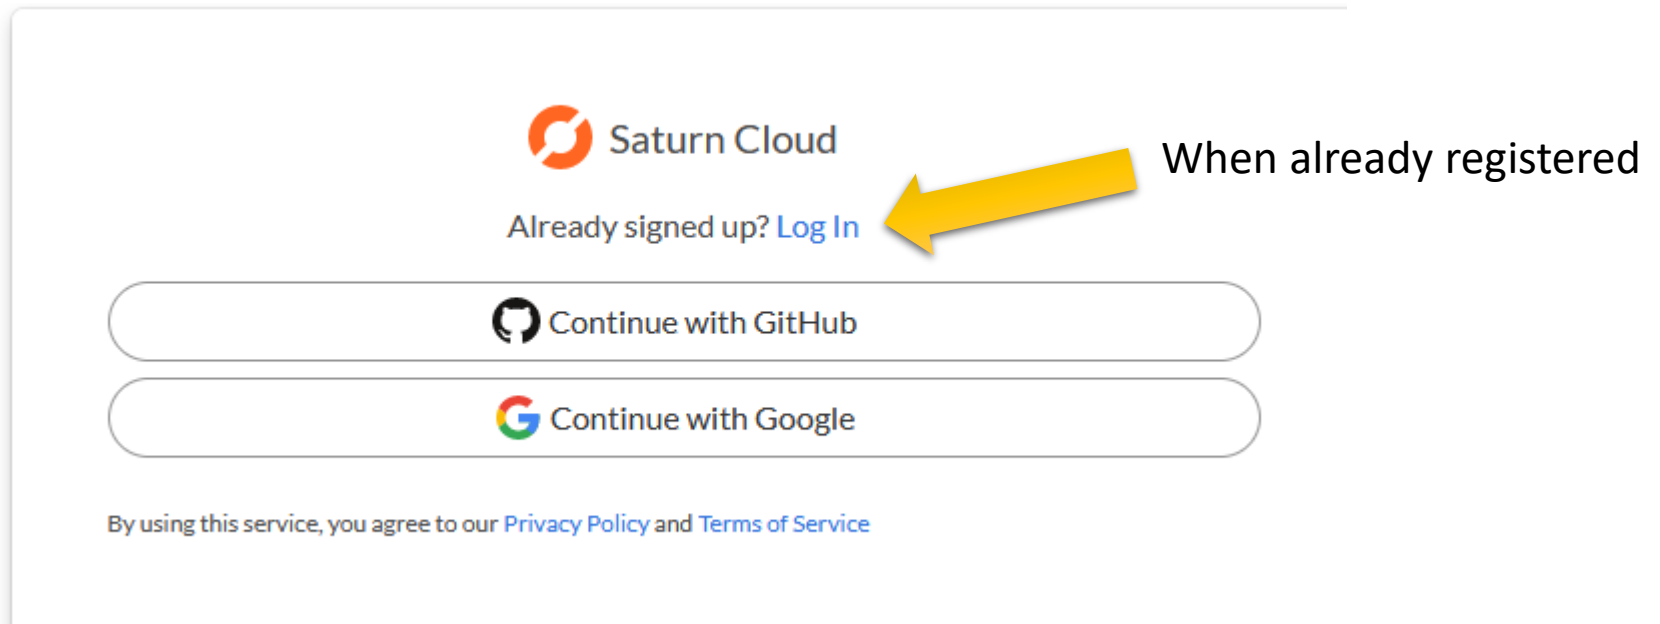 Saturn Cloud
When already registered
Already signed up? Log In
Continue with GitHub
Continue with Google
By using this service, you agree to our Privacy Policy and Terms of Service